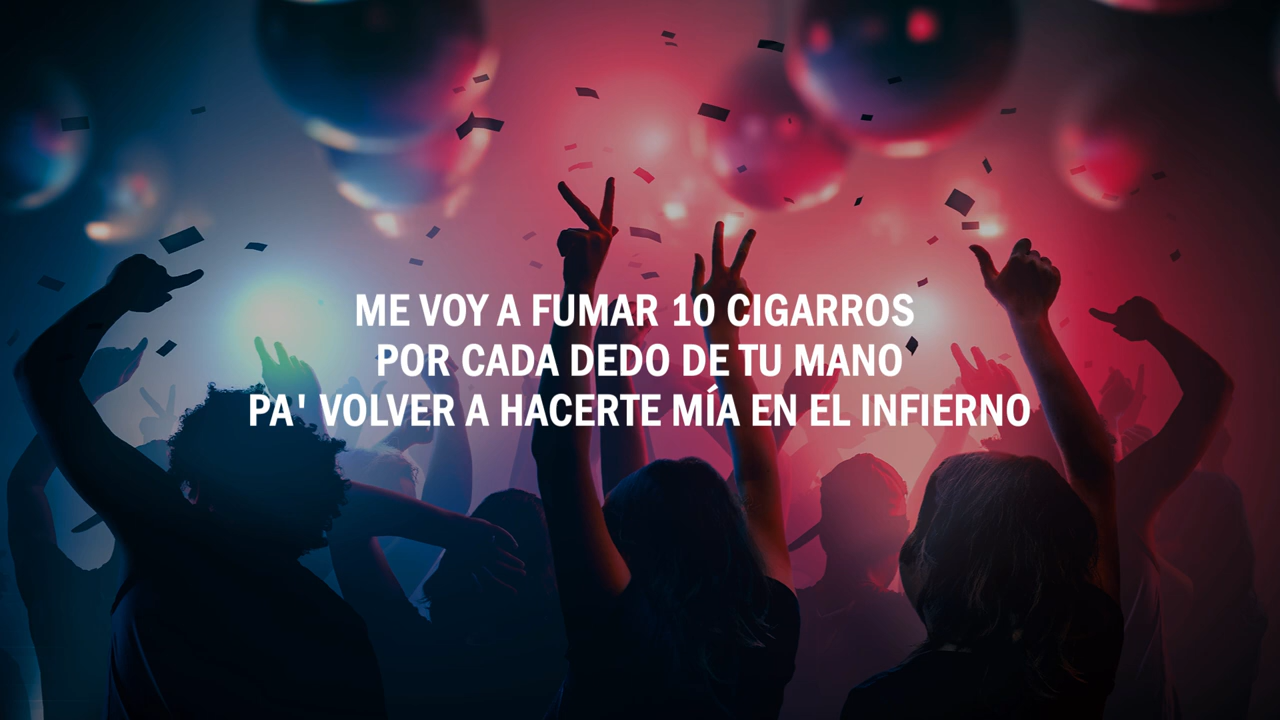 ME VOY A FUMAR 10 CIGARROS
POR CADA DEDO DE TU MANO
PA' VOLVER A HACERTE MÍA EN EL INFIERNO